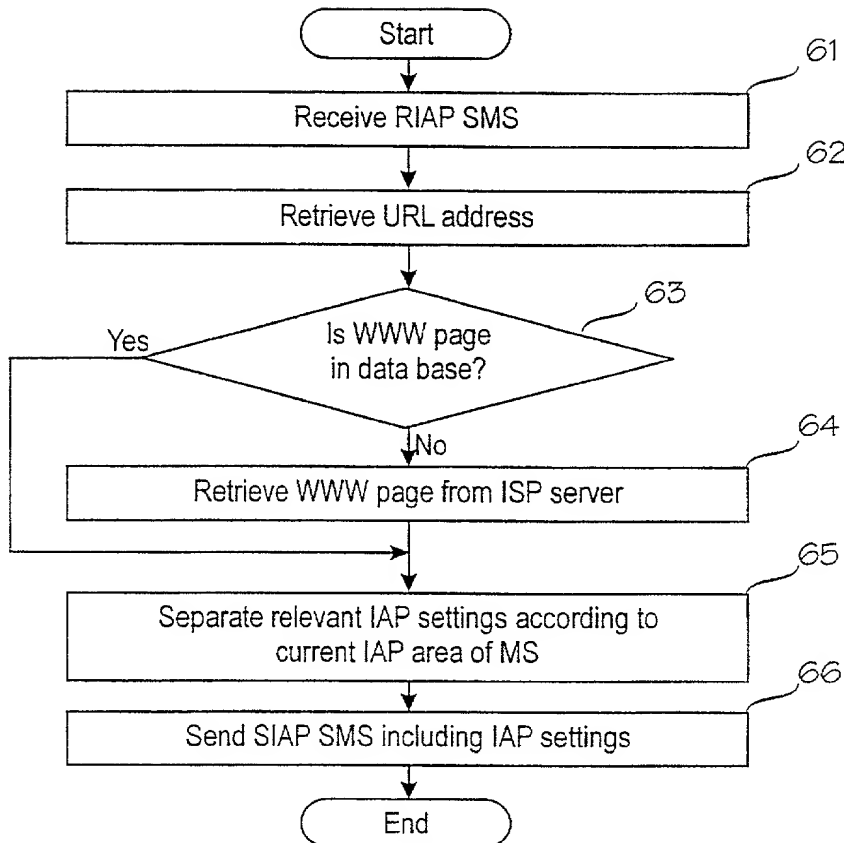 Start
61
Receive RIAP SMS
62
Retrieve URL address
63
Is WWW page
in data base?
Yes
No
64
Retrieve WWW page from ISP server
65
Separate relevant IAP settings according to
current IAP area of MS
66
Send SIAP SMS including IAP settings
End